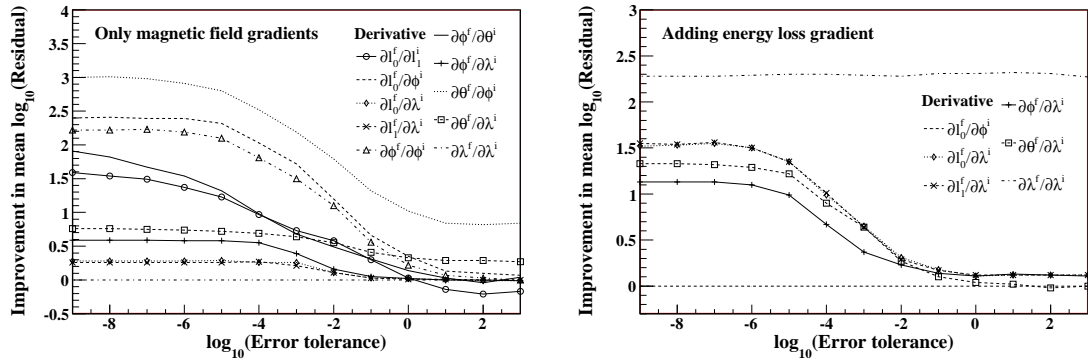 Only magnetic field gradients
Derivative
∂l₀ᶠ/∂l₁ⁱ
∂l₀ᶠ/∂ϕⁱ
∂l₀ᶠ/∂λⁱ
∂l₁ᶠ/∂λⁱ
∂ϕᶠ/∂ϕⁱ
∂ϕᶠ/∂θⁱ
∂ϕᶠ/∂λⁱ
∂θᶠ/∂ϕⁱ
∂θᶠ/∂λⁱ
∂λᶠ/∂λⁱ
Improvement in mean log₁₀(Residual)
4
3.5
3
2.5
2
1.5
1
0.5
0
-0.5
-8 -6 -4 -2 0 2
log₁₀(Error tolerance)
Adding energy loss gradient
Derivative
∂l₀ᶠ/∂ϕⁱ
∂l₀ᶠ/∂λⁱ
∂l₁ᶠ/∂λⁱ
∂ϕᶠ/∂λⁱ
∂θᶠ/∂λⁱ
∂λᶠ/∂λⁱ
Improvement in mean log₁₀(Residual)
3
2.5
2
1.5
1
0.5
0
-8 -6 -4 -2 0 2
log₁₀(Error tolerance)